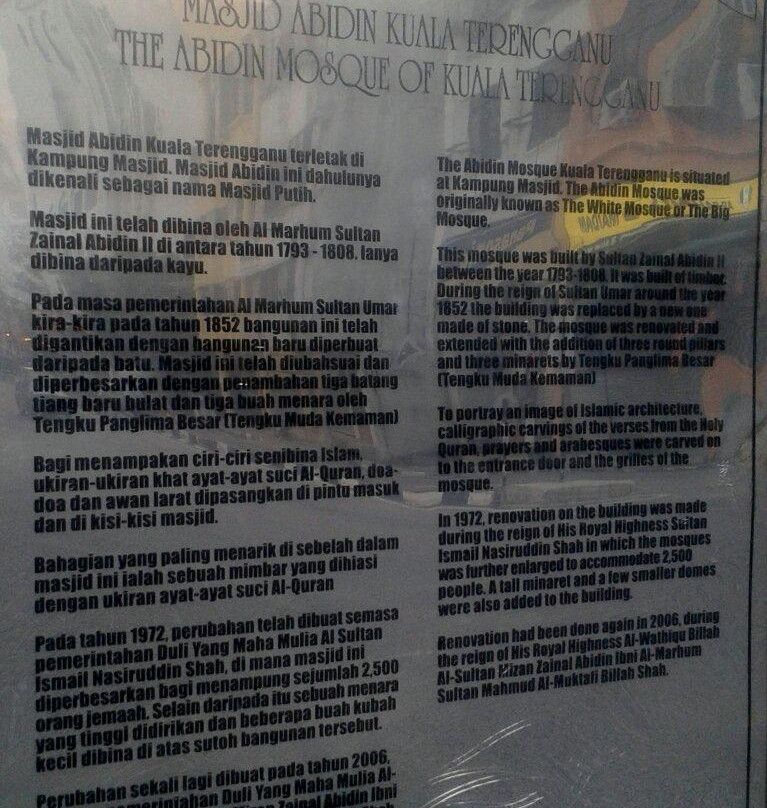 MASJID ABIDIN KUALA TERENGGANU
THE ABIDIN MOSQUE OF KUALA TERENGGANU
Masjid Abidin Kuala Terengganu terletak di
Kampung Masjid. Masjid Abidin ini dahulunya
dikenali sebagai nama Masjid Putih.
Masjid ini telah dibina oleh Al Marhum Sultan
Zainal Abidin II di antara tahun 1793 - 1808. Ianya
dibina daripada kayu.
Pada masa pemerintahan Al Marhum Sultan Umar
kira-kira pada tahun 1852 bangunan ini telah
digantikan dengan bangunan baru diperbuat
daripada batu. Masjid ini telah diubahsuai dan
diperbesarkan dengan penambahan tiga batang
tiang baru bulat dan tiga buah menara oleh
Tengku Panglima Besar (Tengku Muda Kemaman)
Bagi menampakan ciri-ciri senibina Islam,
ukiran-ukiran khat ayat-ayat suci Al-Quran, doa-
doa dan awan larat dipasangkan di pintu masuk
dan di kisi-kisi masjid.
Bahagian yang paling menarik di sebelah dalam
masjid ini ialah sebuah mimbar yang dihiasi
dengan ukiran ayat-ayat suci Al-Quran
Pada tahun 1972, perubahan telah dibuat semasa
pemerintahan Duli Yang Maha Mulia Al Sultan
Ismail Nasiruddin Shah, di mana masjid ini
diperbesarkan bagi menampung sejumlah 2,500
orang jemaah. Selain daripada itu sebuah menara
yang tinggi didirikan dan beberapa buah kubah
kecil dibina di atas sutoh bangunan tersebut.
Perubahan sekali lagi dibuat pada tahun 2006,
pemerintahan Duli Yang Maha Mulia Al-
Zainal Abidin Ibni
The Abidin Mosque Kuala Terengganu is situated
at Kampung Masjid. The Abidin Mosque was
originally known as The White Mosque or The Big
Mosque.
This mosque was built by Sultan Zainal Abidin II
between the year 1793-1808. It was built of timber.
During the reign of Sultan Umar around the year
1852 the building was replaced by a new one
made of stone. The mosque was renovated and
extended with the addition of three round pillars
and three minarets by Tengku Panglima Besar
(Tengku Muda Kemaman)
To portray an image of Islamic architecture,
calligraphic carvings of the verses from the Holy
Quran, prayers and arabesques were carved on
to the entrance door and the grilles of the
mosque.
In 1972, renovation on the building was made
during the reign of His Royal Highness Sultan
Ismail Nasiruddin Shah in which the mosques
was further enlarged to accommodate 2,500
people. A tall minaret and a few smaller domes
were also added to the building.
Renovation had been done again in 2006, during
the reign of His Royal Highness Al-Wathiqu Billah
Al-Sultan Mizan Zainal Abidin Ibni Al-Marhum
Sultan Mahmud Al-Muktafi Billah Shah.